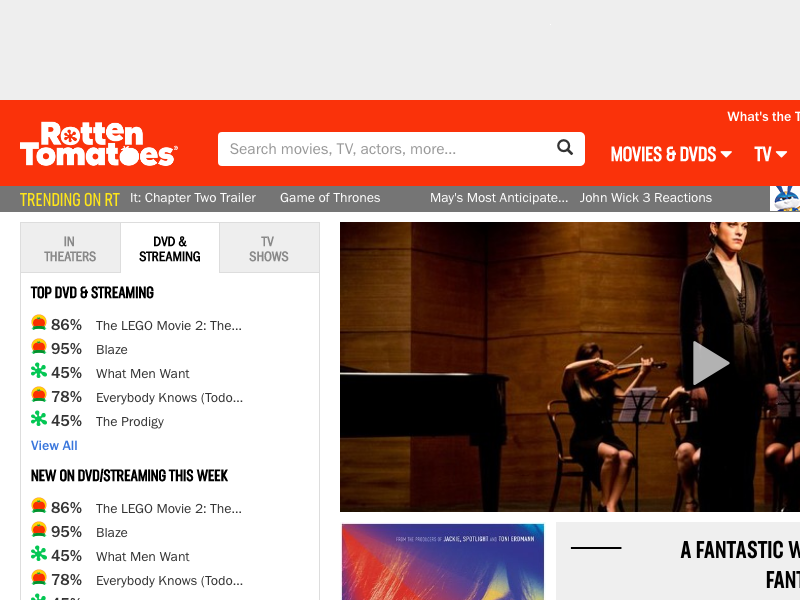 What's the T
Rotten
Tomatoes
Search movies, TV, actors, more...
MOVIES & DVDS
TV
TRENDING ON RT
It: Chapter Two Trailer
Game of Thrones
May's Most Anticipate...
John Wick 3 Reactions
IN
THEATERS
DVD &
STREAMING
TV
SHOWS
TOP DVD & STREAMING
86% The LEGO Movie 2: The...
95% Blaze
45% What Men Want
78% Everybody Knows (Todo...
45% The Prodigy
View All
NEW ON DVD/STREAMING THIS WEEK
86% The LEGO Movie 2: The...
95% Blaze
45% What Men Want
78% Everybody Knows (Todo...
FROM THE PRODUCERS OF JACKIE, SPOTLIGHT AND TONI ERDMANN
A FANTASTIC W
FANT